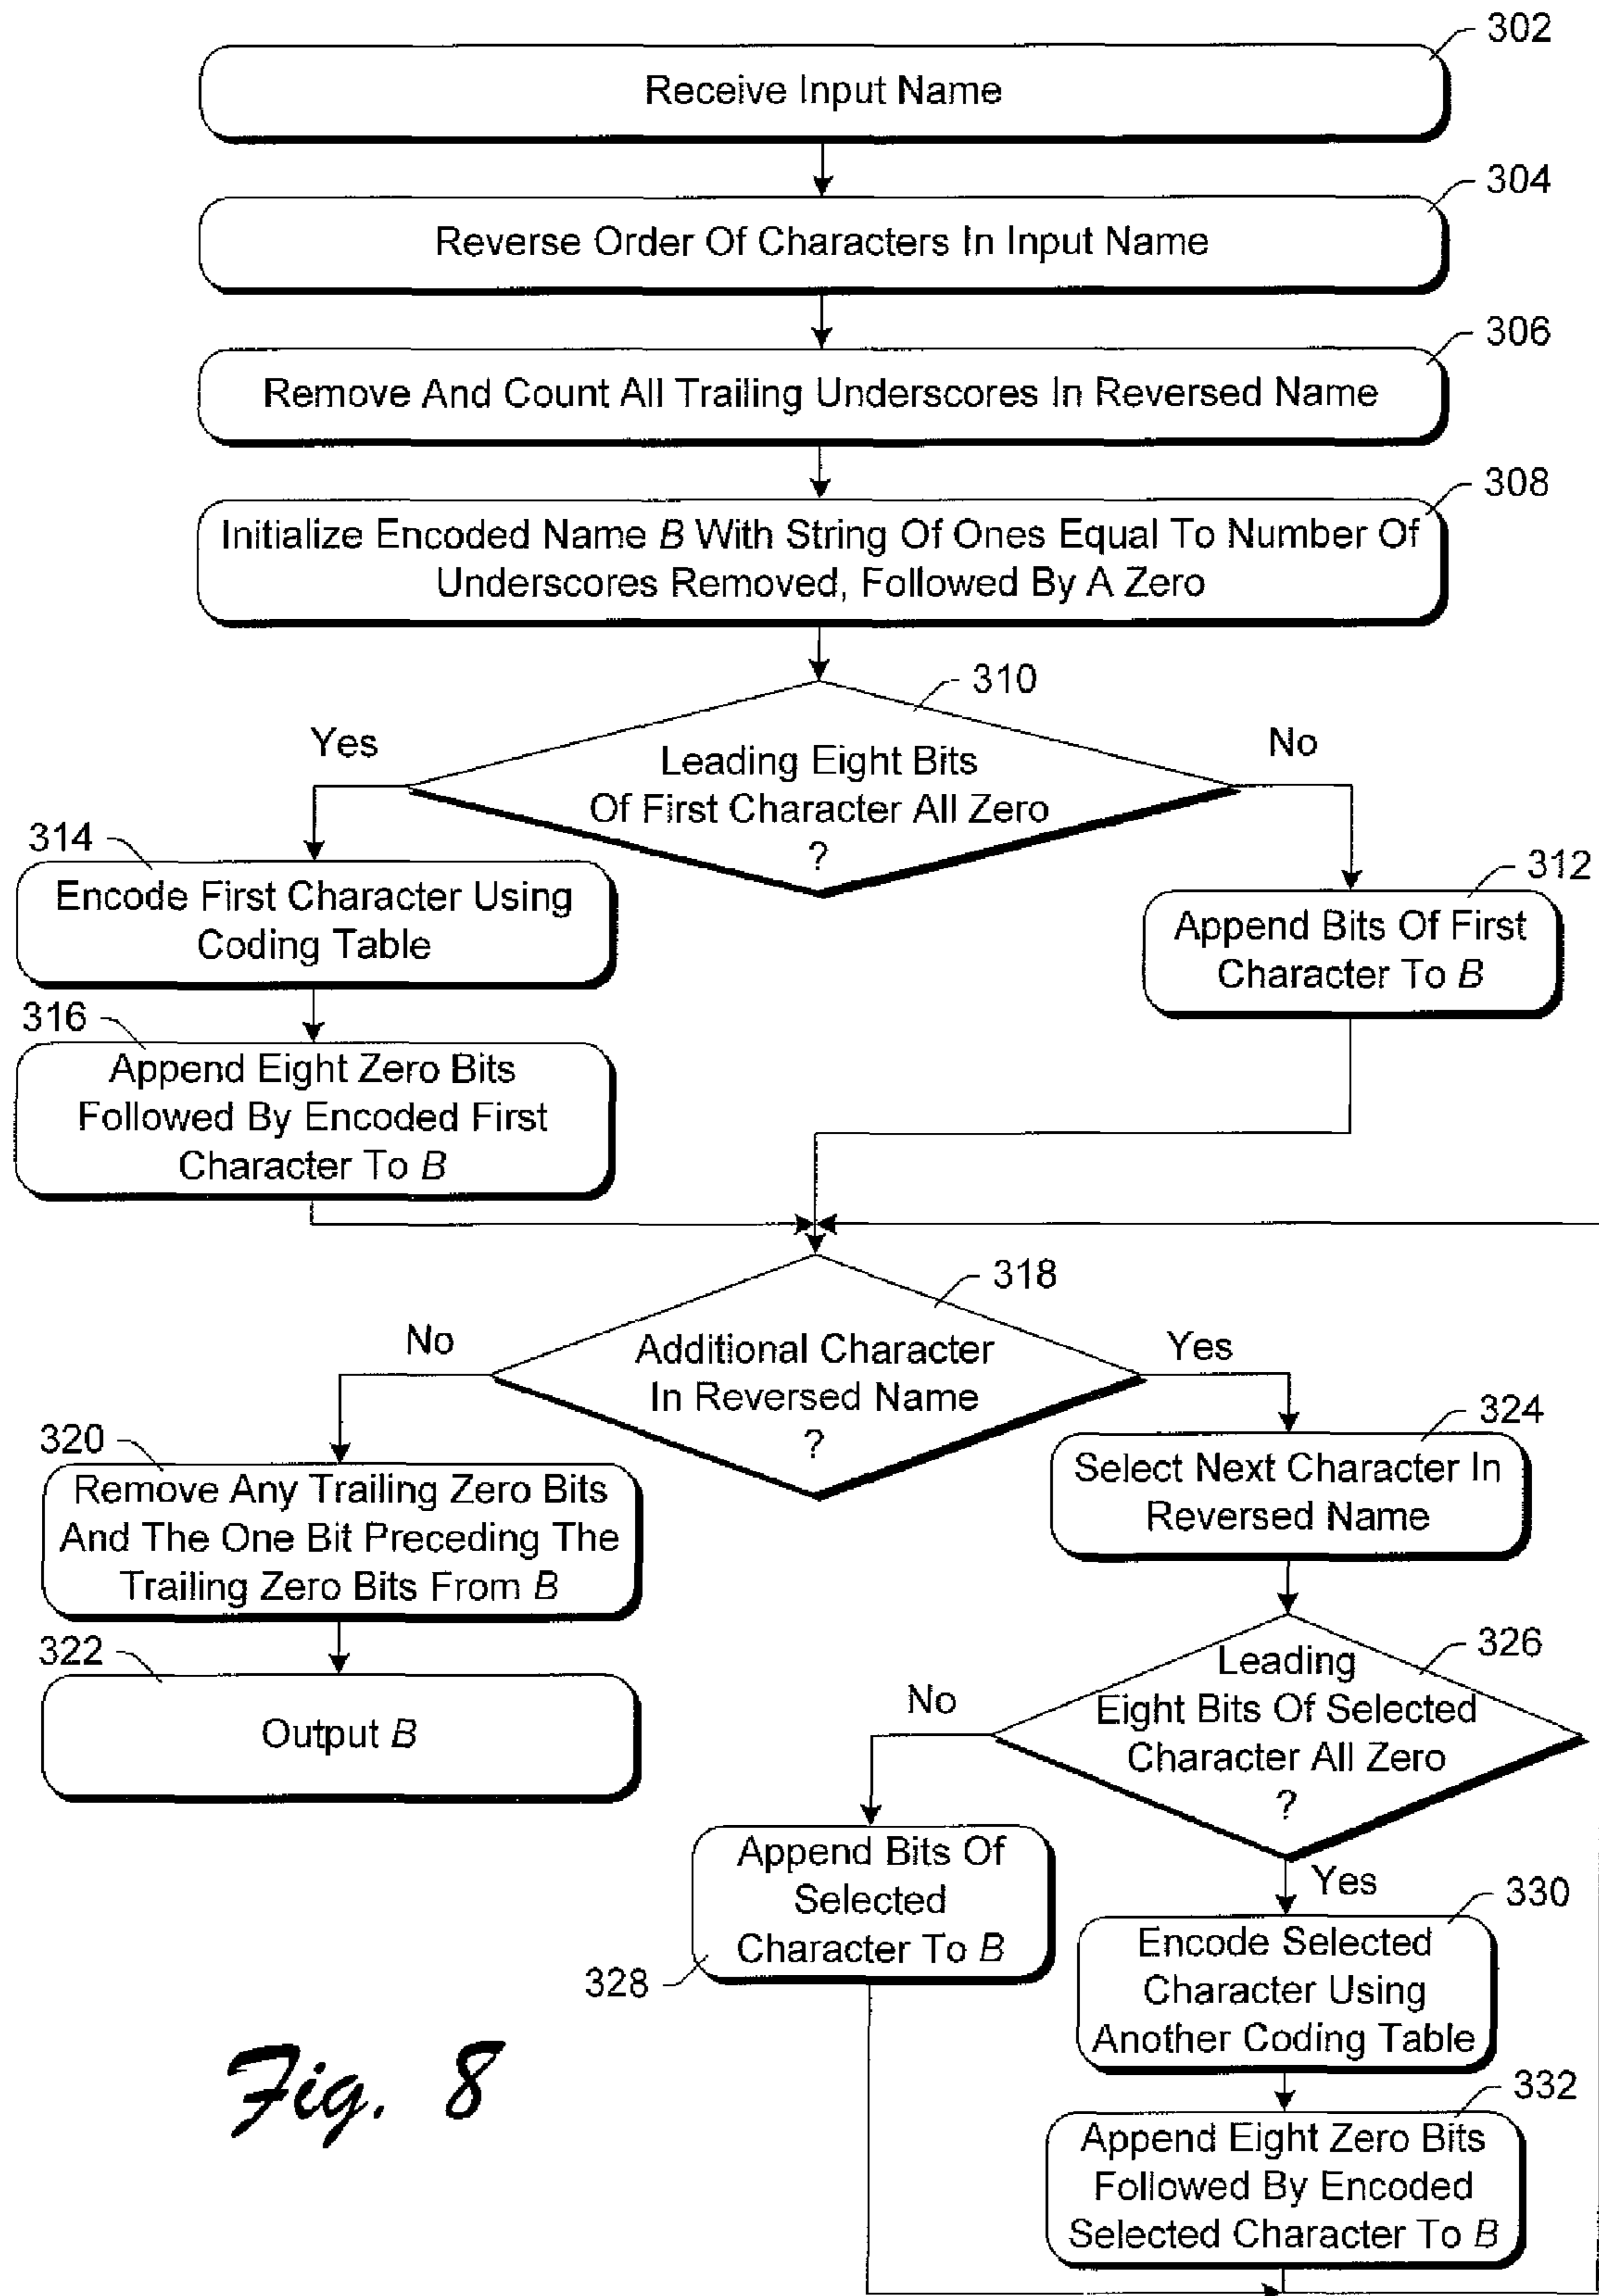 302
Receive Input Name
304
Reverse Order Of Characters In Input Name
306
Remove And Count All Trailing Underscores In Reversed Name
308
Initialize Encoded Name B With String Of Ones Equal To Number Of
Underscores Removed, Followed By A Zero
310
Yes
No
Leading Eight Bits
Of First Character All Zero
?
314
Encode First Character Using
Coding Table
312
Append Bits Of First
Character To B
316
Append Eight Zero Bits
Followed By Encoded First
Character To B
318
No
Yes
Additional Character
In Reversed Name
?
320
Remove Any Trailing Zero Bits
And The One Bit Preceding The
Trailing Zero Bits From B
324
Select Next Character In
Reversed Name
322
Output B
326
No
Leading
Eight Bits Of Selected
Character All Zero
?
Yes
Append Bits Of
Selected
Character To B
328
330
Encode Selected
Character Using
Another Coding Table
332
Append Eight Zero Bits
Followed By Encoded
Selected Character To B
Fig. 8